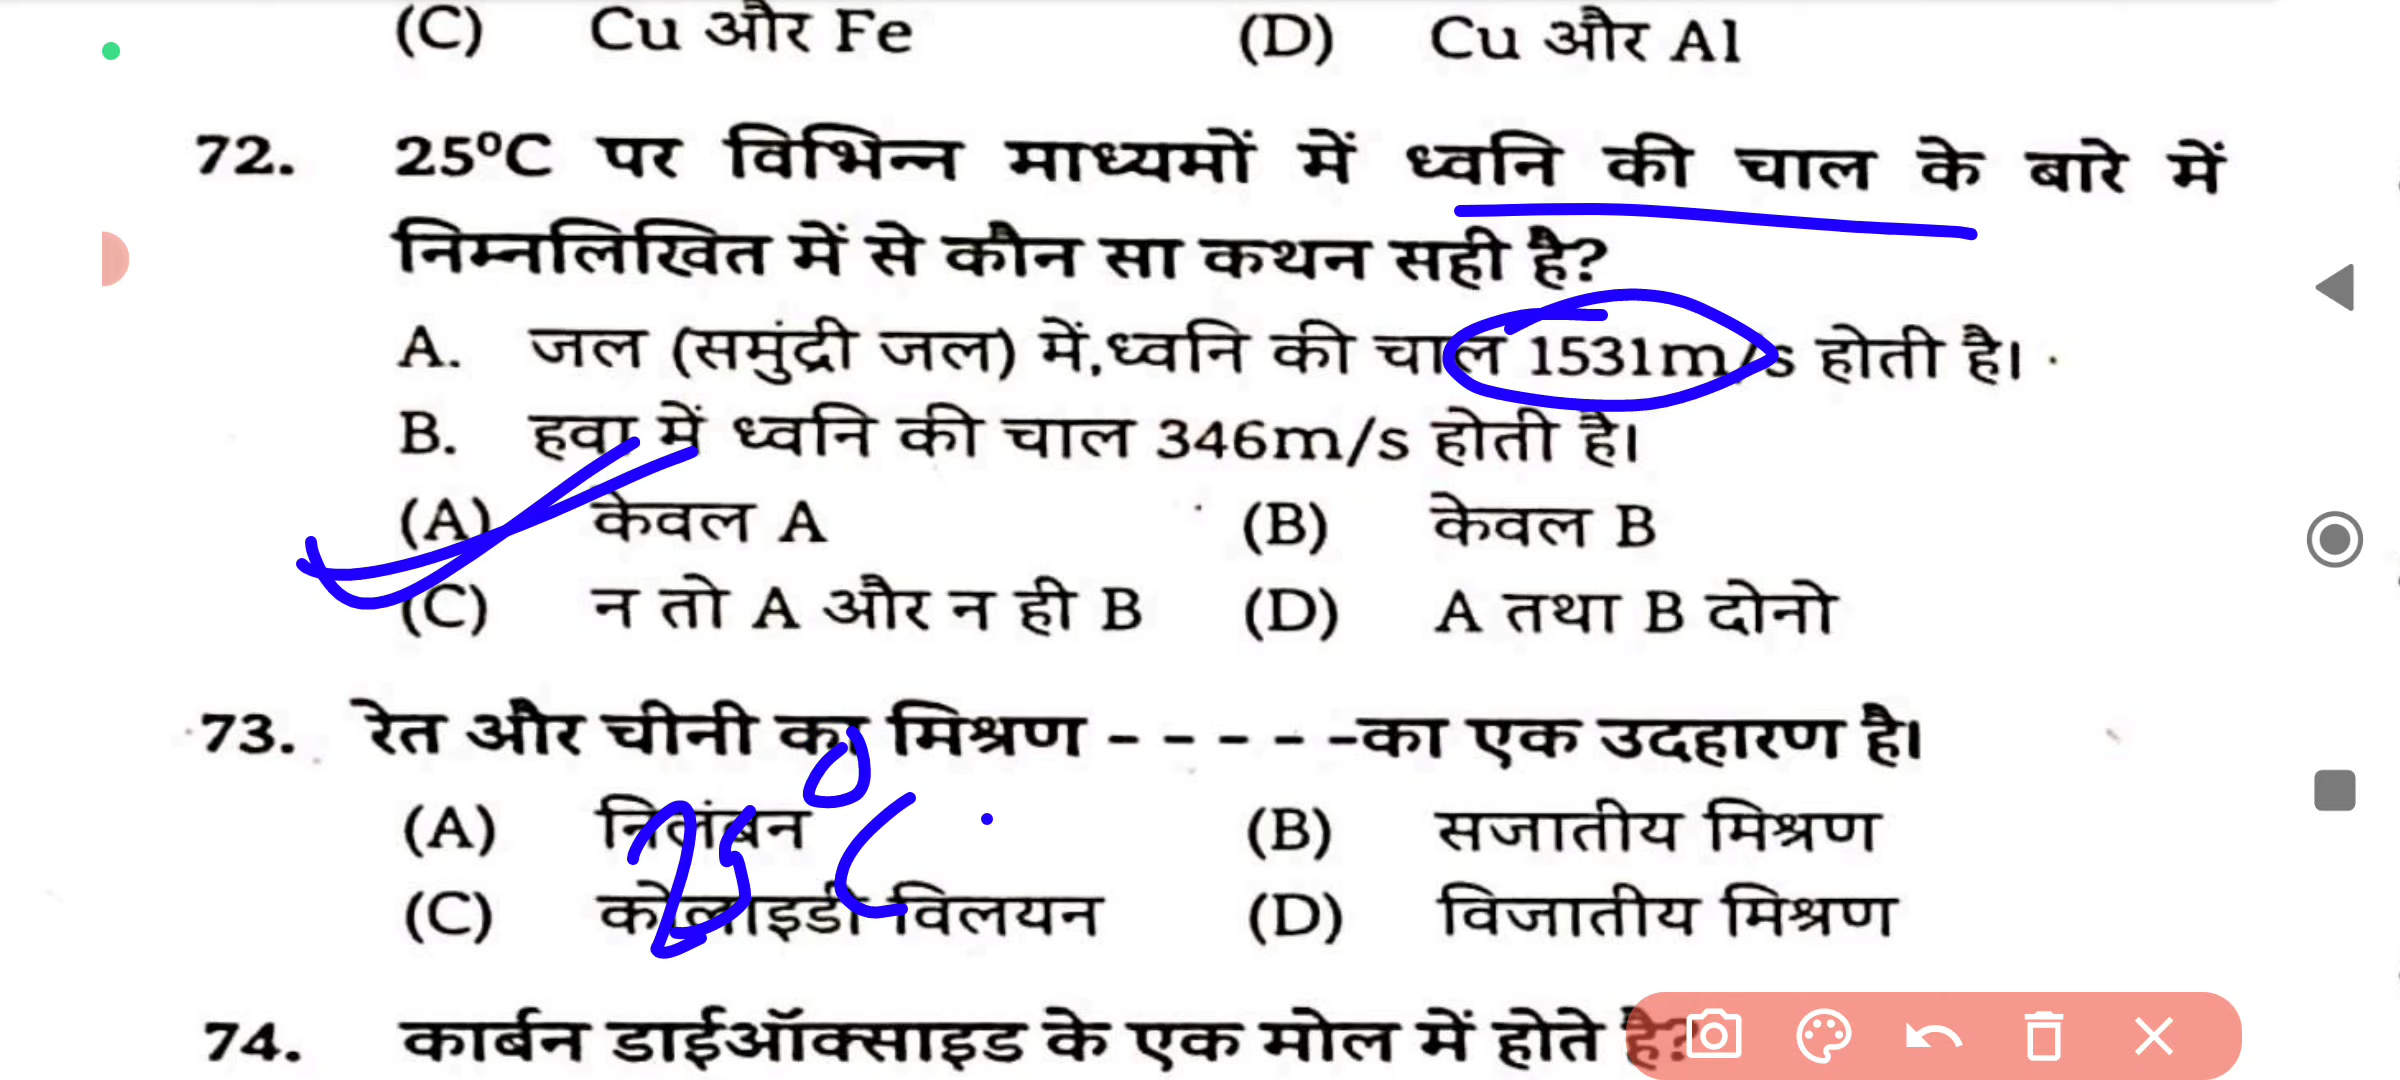 (C) Cu और Fe (D) Cu और Al
72. 25°C पर विभिन्न माध्यमों में ध्वनि की चाल के बारे में
निम्नलिखित में से कौन सा कथन सही है?
A. जल (समुंद्री जल) में,ध्वनि की चाल 1531m/s होती है।
B. हवा में ध्वनि की चाल 346m/s होती है।
(A) केवल A (B) केवल B
(C) न तो A और न ही B (D) A तथा B दोनो
73. रेत और चीनी का मिश्रण - - - - -का एक उदहारण है।
(A) निलंबन (B) सजातीय मिश्रण
25°C
(C) कोलाइडी विलयन (D) विजातीय मिश्रण
74. कार्बन डाईऑक्साइड के एक मोल में होते है?